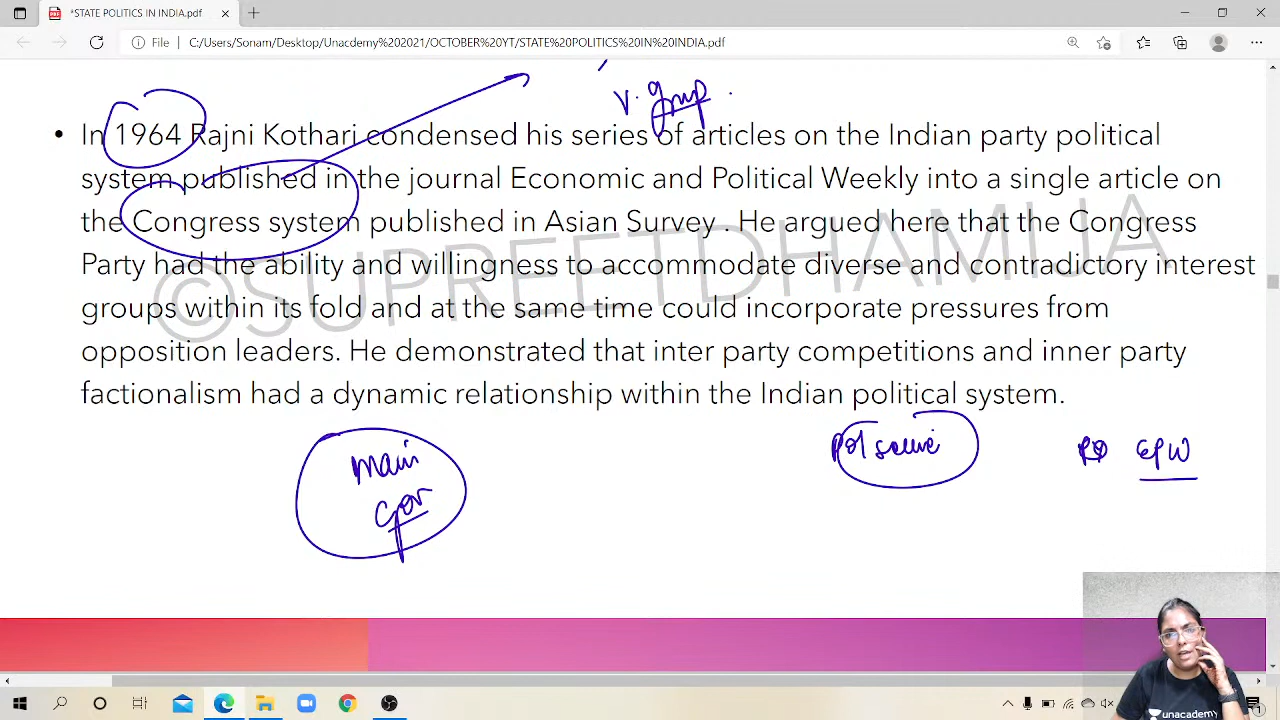 *STATE POLITICS IN INDIA.pdf
File C:/Users/Sonam/Desktop/Unacdemy%202021/OCTOBER%20YT/STATE%20POLITICS%20IN%20INDIA.pdf
V. group
• In 1964 Rajni Kothari condensed his series of articles on the Indian party political
system published in the journal Economic and Political Weekly into a single article on
the Congress system published in Asian Survey . He argued here that the Congress
Party had the ability and willingness to accommodate diverse and contradictory interest
groups within its fold and at the same time could incorporate pressures from
opposition leaders. He demonstrated that inter party competitions and inner party
factionalism had a dynamic relationship within the Indian political system.
©SUPREETDHAMIJA
Main
EPW
unacademy